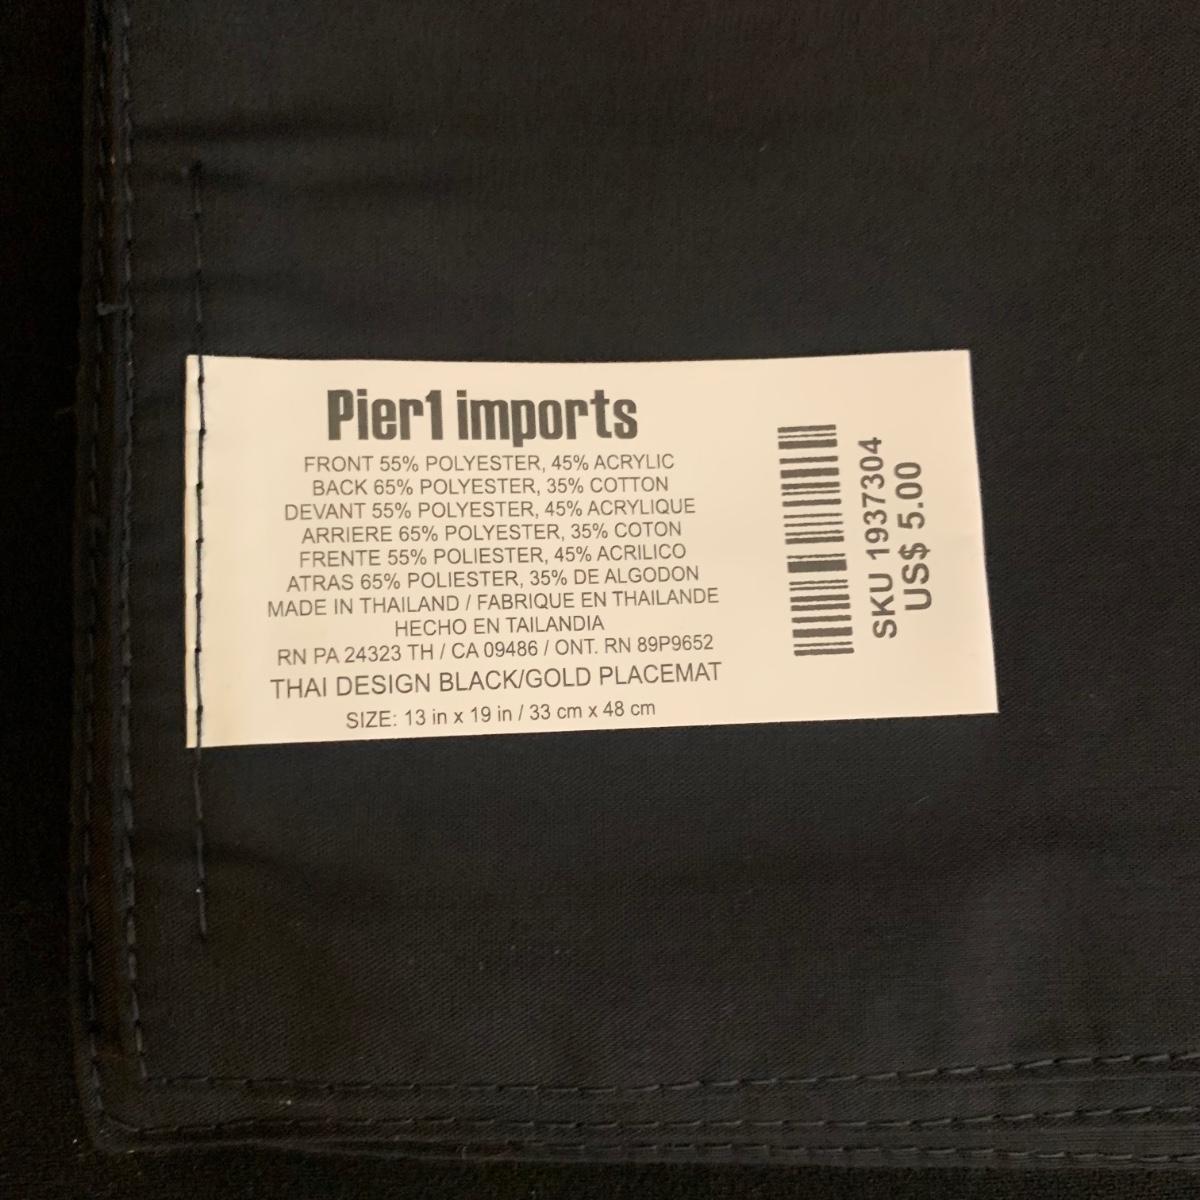 Pier1 imports
FRONT 55% POLYESTER, 45% ACRYLIC
BACK 65% POLYESTER, 35% COTTON
DEVANT 55% POLYESTER, 45% ACRYLIQUE
ARRIERE 65% POLYESTER, 35% COTON
FRENTE 55% POLIESTER, 45% ACRILICO
ATRAS 65% POLIESTER, 35% DE ALGODON
MADE IN THAILAND / FABRIQUE EN THAILANDE
HECHO EN TAILANDIA
RN PA 24323 TH / CA 09486 / ONT. RN 89P9652
THAI DESIGN BLACK/GOLD PLACEMAT
SIZE: 13 in x 19 in / 33 cm x 48 cm
SKU 1937304
US$ 5.00